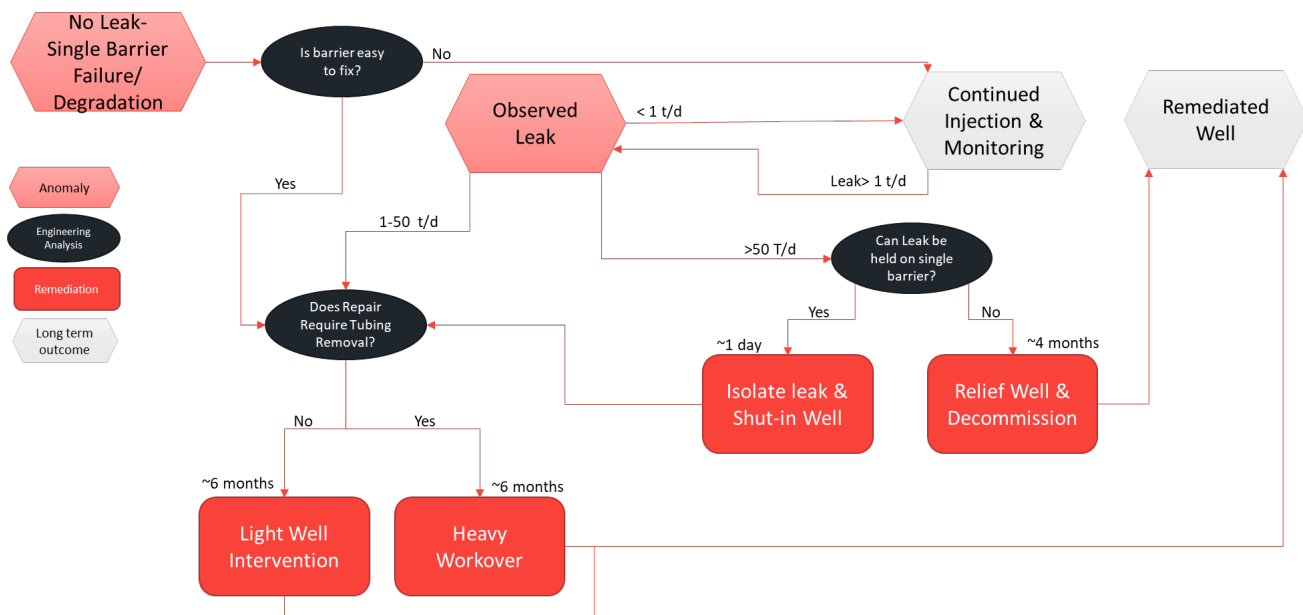 No Leak-
Single Barrier
Failure/
Degradation
Is barrier easy
to fix?
No
Observed
Leak
< 1 t/d
Continued
Injection &
Monitoring
Remediated
Well
Leak> 1 t/d
Anomaly
Engineering
Analysis
Remediation
Long term
outcome
Yes
1-50 t/d
>50 T/d
Can Leak be
held on single
barrier?
Does Repair
Require Tubing
Removal?
Yes
No
~1 day
~4 months
Isolate leak &
Shut-in Well
Relief Well &
Decommission
No
Yes
~6 months
~6 months
Light Well
Intervention
Heavy
Workover